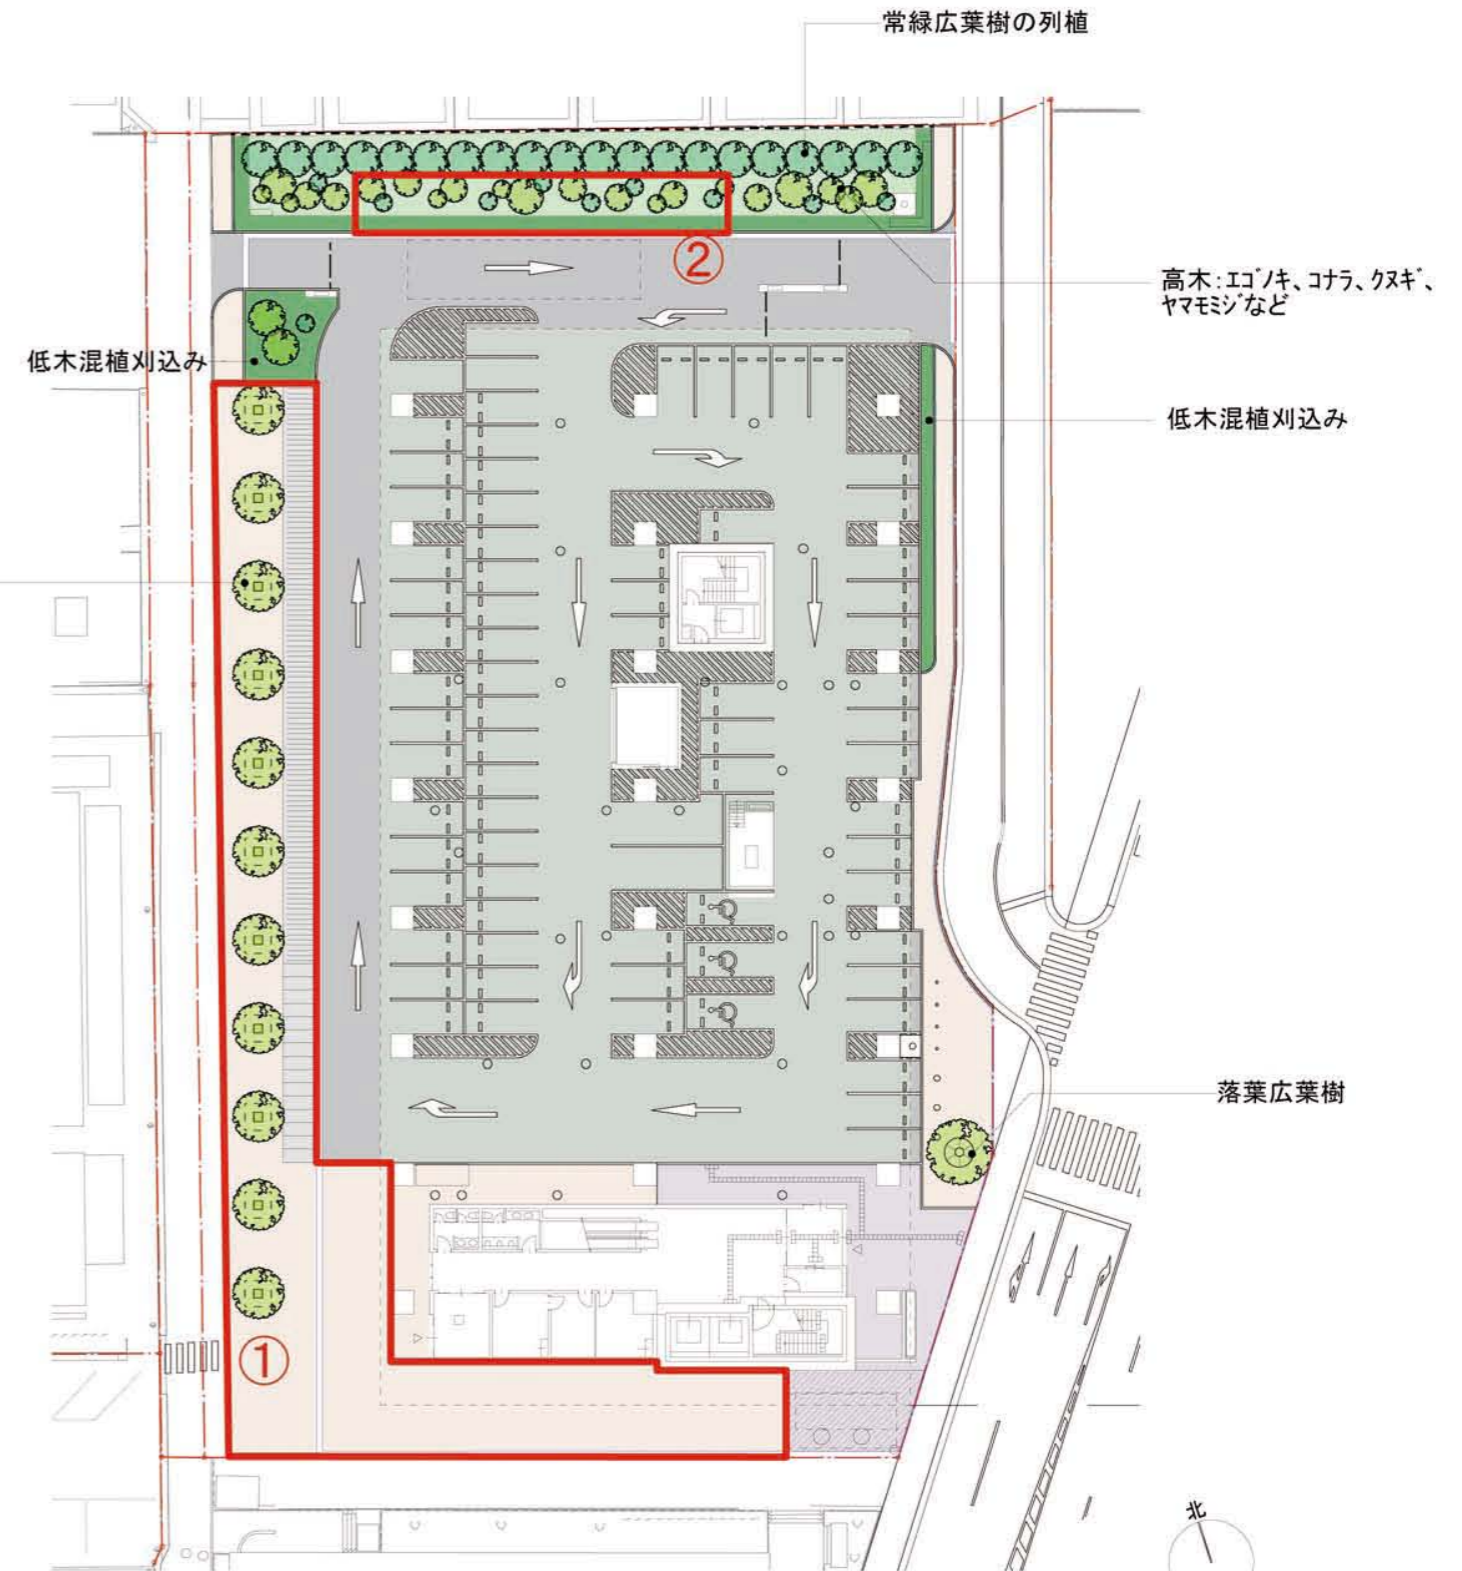 常緑広葉樹の列植
②
高木：エゴノキ、コナラ、クヌギ、
ヤマモミジなど
低木混植刈込み
低木混植刈込み
落葉広葉樹
①
北